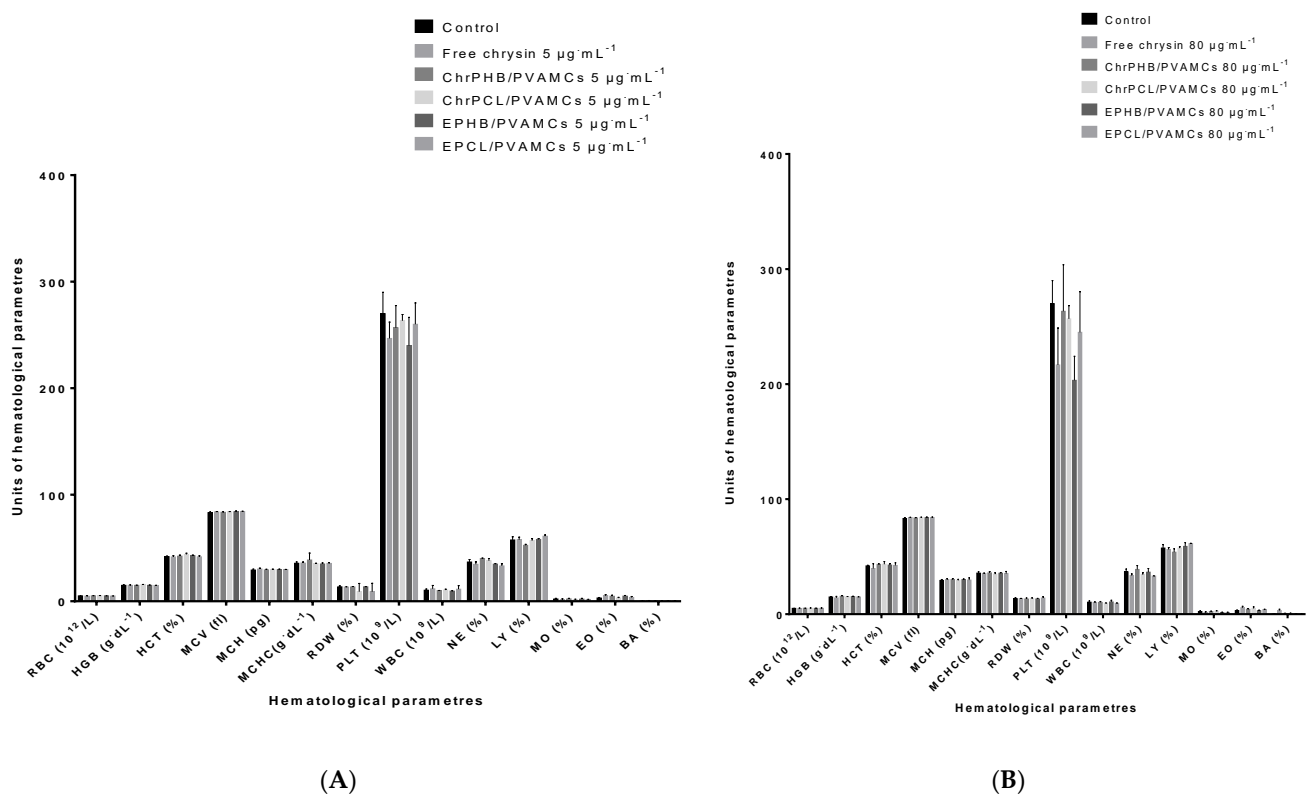 Control
Free chrysin 5 µg·mL⁻¹
ChrPHB/PVAMCs 5 µg·mL⁻¹
ChrPCL/PVAMCs 5 µg·mL⁻¹
EPHB/PVAMCs 5 µg·mL⁻¹
EPCL/PVAMCs 5 µg·mL⁻¹
400
300
200
100
0
Units of hematological parametres
RBC (10¹²/L)
HGB (g·dL⁻¹)
HCT (%)
MCV (fl)
MCH (pg)
MCHC(g·dL⁻¹)
RDW (%)
PLT (10⁹/L)
WBC (10⁹/L)
NE (%)
LY (%)
MO (%)
EO (%)
BA (%)
Hematological parametres
(A)
Control
Free chrysin 80 µg·mL⁻¹
ChrPHB/PVAMCs 80 µg·mL⁻¹
ChrPCL/PVAMCs 80 µg·mL⁻¹
EPHB/PVAMCs 80 µg·mL⁻¹
EPCL/PVAMCs 80 µg·mL⁻¹
400
300
200
100
0
Units of hematological parametres
RBC (10¹²/L)
HGB (g·dL⁻¹)
HCT (%)
MCV (fl)
MCH (pg)
MCHC(g·dL⁻¹)
RDW (%)
PLT (10⁹/L)
WBC (10⁹/L)
NE (%)
LY (%)
MO (%)
EO (%)
BA (%)
Hematological parametres
(B)